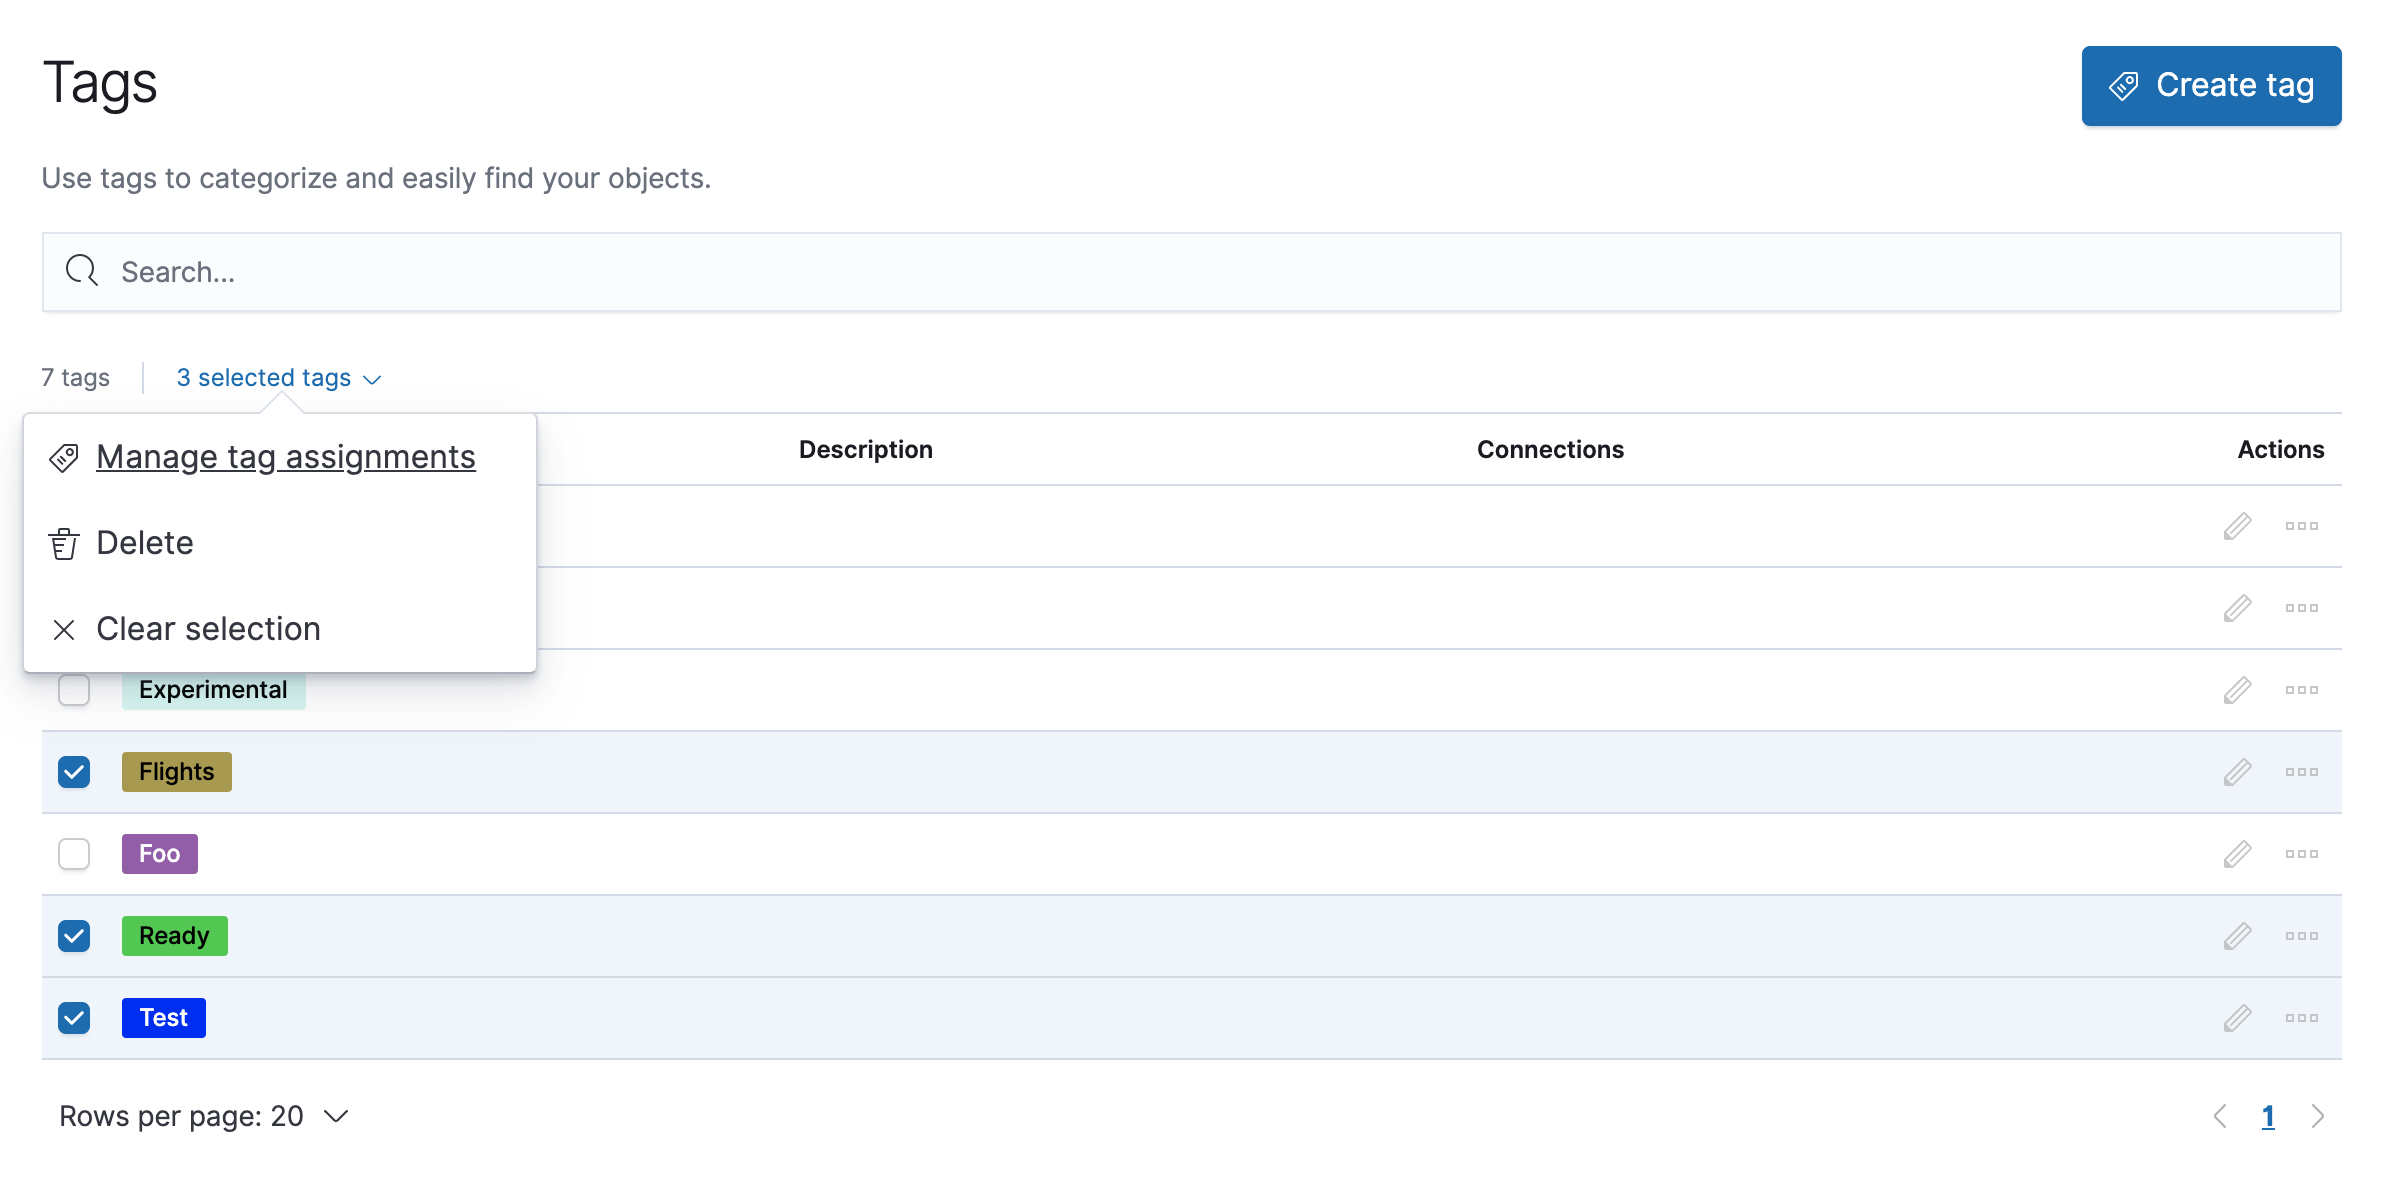 Tags
Create tag
Use tags to categorize and easily find your objects.
Search...
7 tags
3 selected tags
Manage tag assignments
Delete
Clear selection
Description
Connections
Actions
Experimental
Flights
Foo
Ready
Test
Rows per page: 20
1